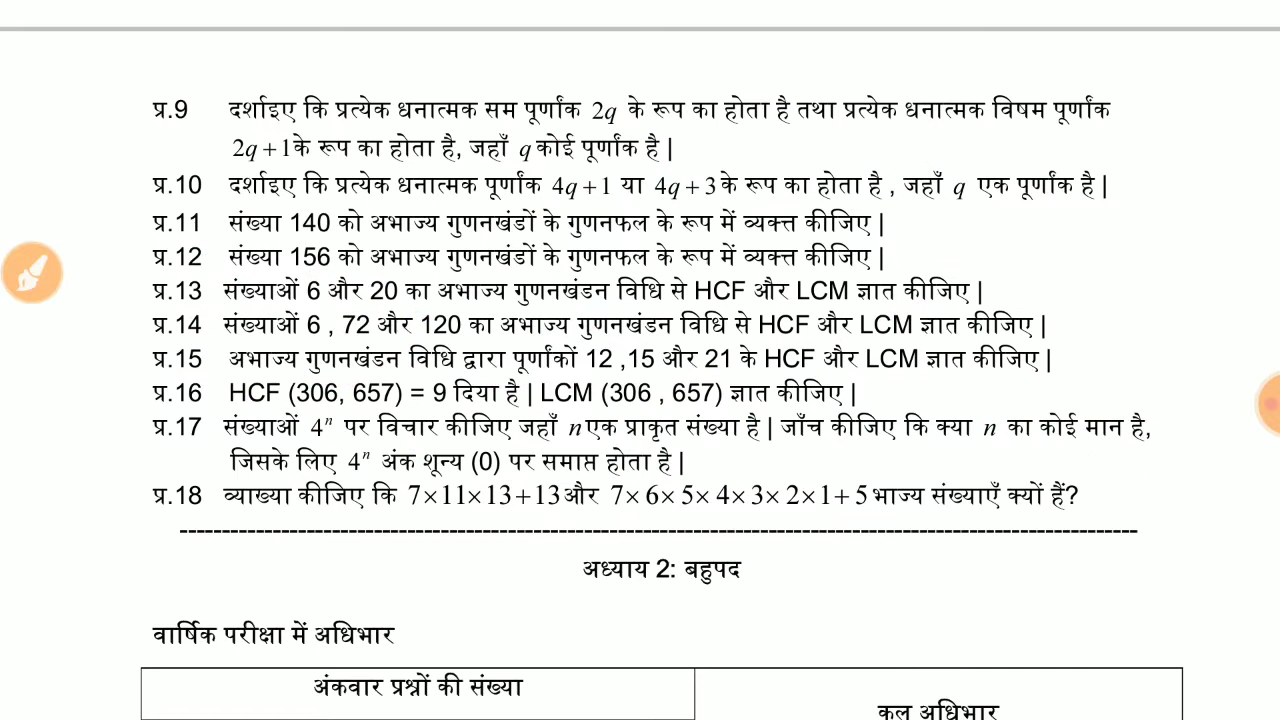 प्र.9 दर्शाइए कि प्रत्येक धनात्मक सम पूर्णांक 2q के रूप का होता है तथा प्रत्येक धनात्मक विषम पूर्णांक
2q + 1के रूप का होता है, जहाँ q कोई पूर्णांक है |
प्र.10 दर्शाइए कि प्रत्येक धनात्मक पूर्णांक 4q + 1 या 4q + 3 के रूप का होता है , जहाँ q एक पूर्णांक है |
प्र.11 संख्या 140 को अभाज्य गुणनखंडों के गुणनफल के रूप में व्यक्त कीजिए |
प्र.12 संख्या 156 को अभाज्य गुणनखंडों के गुणनफल के रूप में व्यक्त कीजिए |
प्र.13 संख्याओं 6 और 20 का अभाज्य गुणनखंडन विधि से HCF और LCM ज्ञात कीजिए |
प्र.14 संख्याओं 6 , 72 और 120 का अभाज्य गुणनखंडन विधि से HCF और LCM ज्ञात कीजिए |
प्र.15 अभाज्य गुणनखंडन विधि द्वारा पूर्णांकों 12 ,15 और 21 के HCF और LCM ज्ञात कीजिए |
प्र.16 HCF (306, 657) = 9 दिया है | LCM (306 , 657) ज्ञात कीजिए |
प्र.17 संख्याओं 4ⁿ पर विचार कीजिए जहाँ n एक प्राकृत संख्या है | जाँच कीजिए कि क्या n का कोई मान है,
जिसके लिए 4ⁿ अंक शून्य (0) पर समाप्त होता है |
प्र.18 व्याख्या कीजिए कि 7×11×13+13 और 7×6×5×4×3×2×1+5 भाज्य संख्याएँ क्यों हैं?
अध्याय 2: बहुपद
वार्षिक परीक्षा में अधिभार
अंकवार प्रश्नों की संख्या
कुल अधिभार